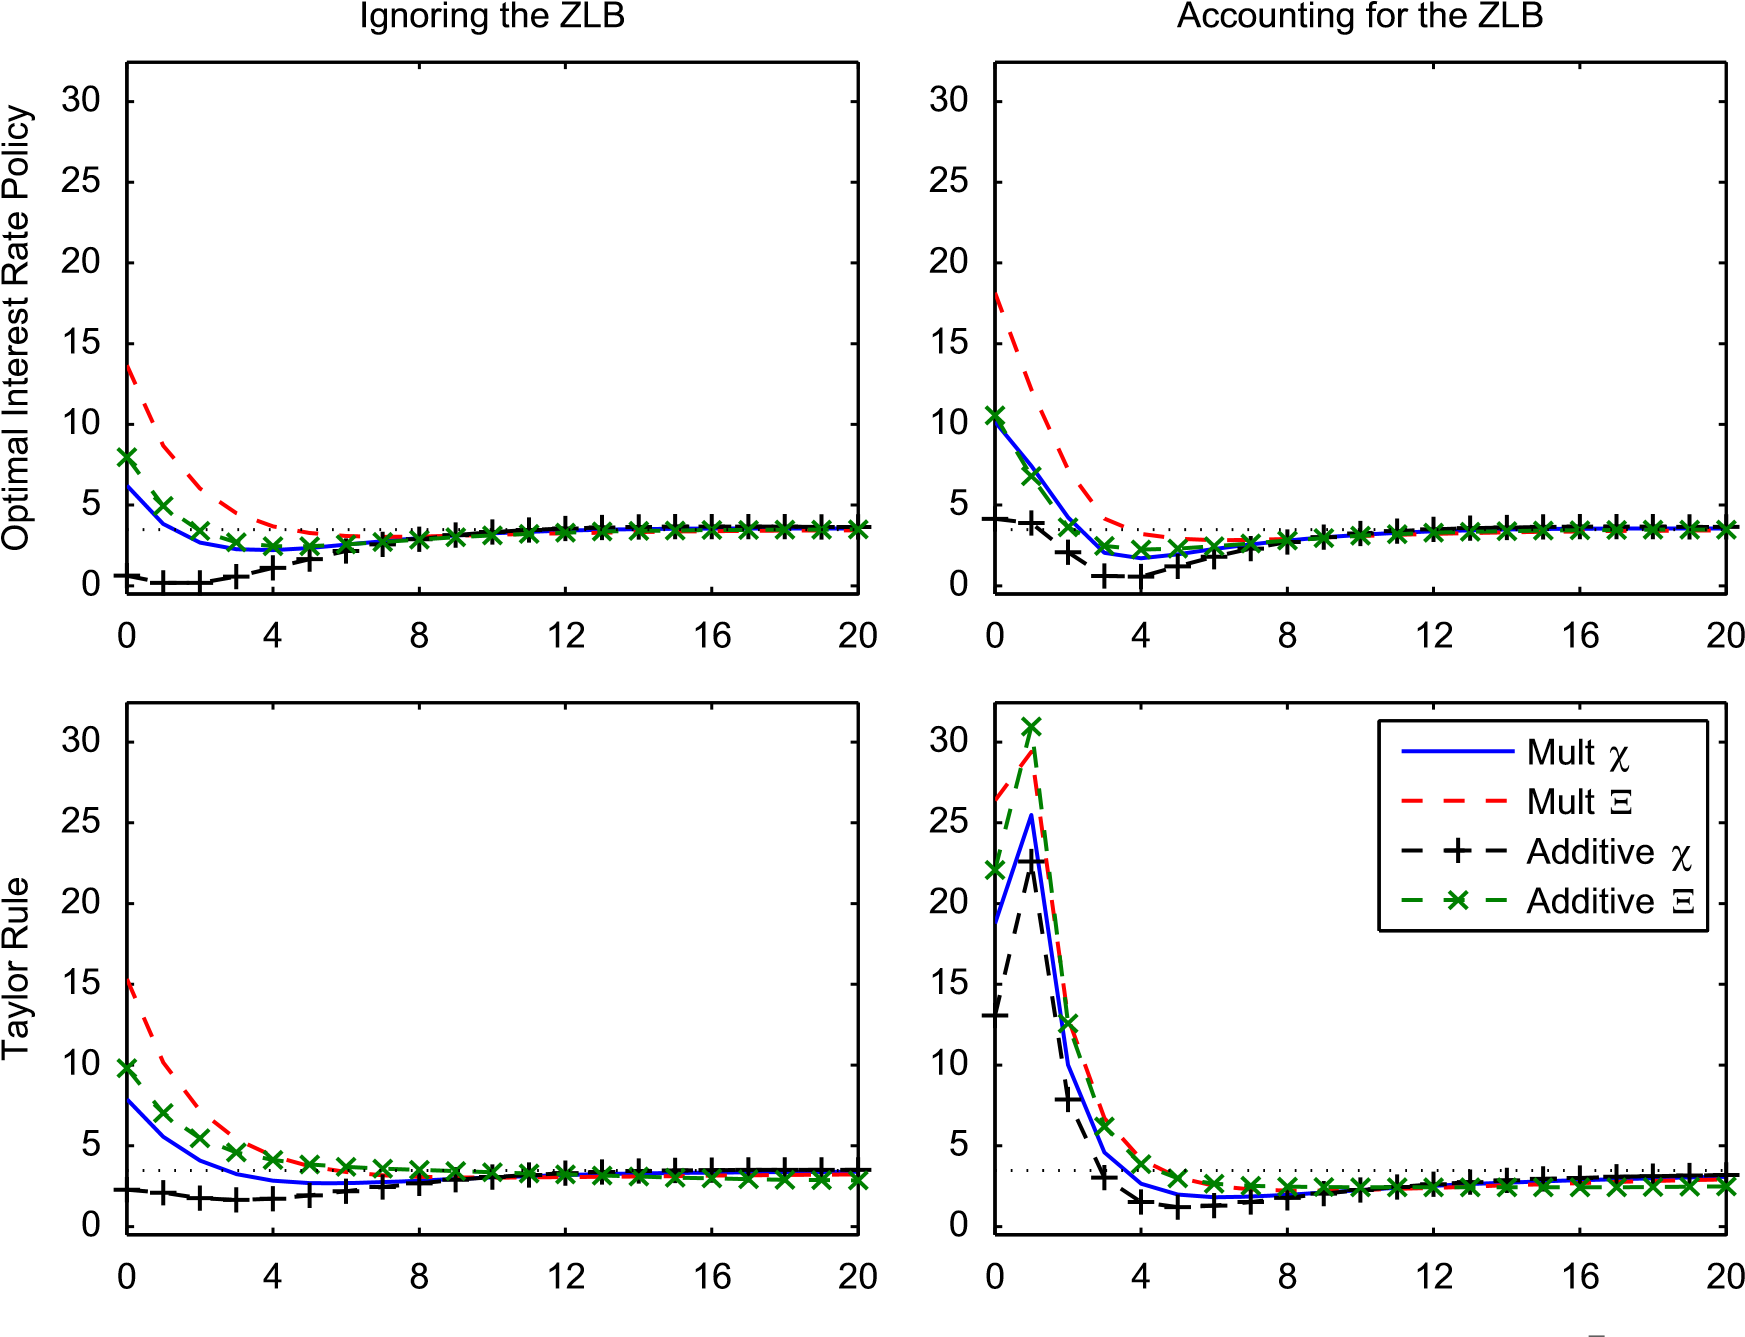 Ignoring the ZLB
Accounting for the ZLB
Optimal Interest Rate Policy
30
25
20
15
10
5
0
0 4 8 12 16 20
30
25
20
15
10
5
0
0 4 8 12 16 20
Taylor Rule
30
25
20
15
10
5
0
0 4 8 12 16 20
30
25
20
15
10
5
0
0 4 8 12 16 20
Mult χ
Mult Ξ
Additive χ
Additive Ξ